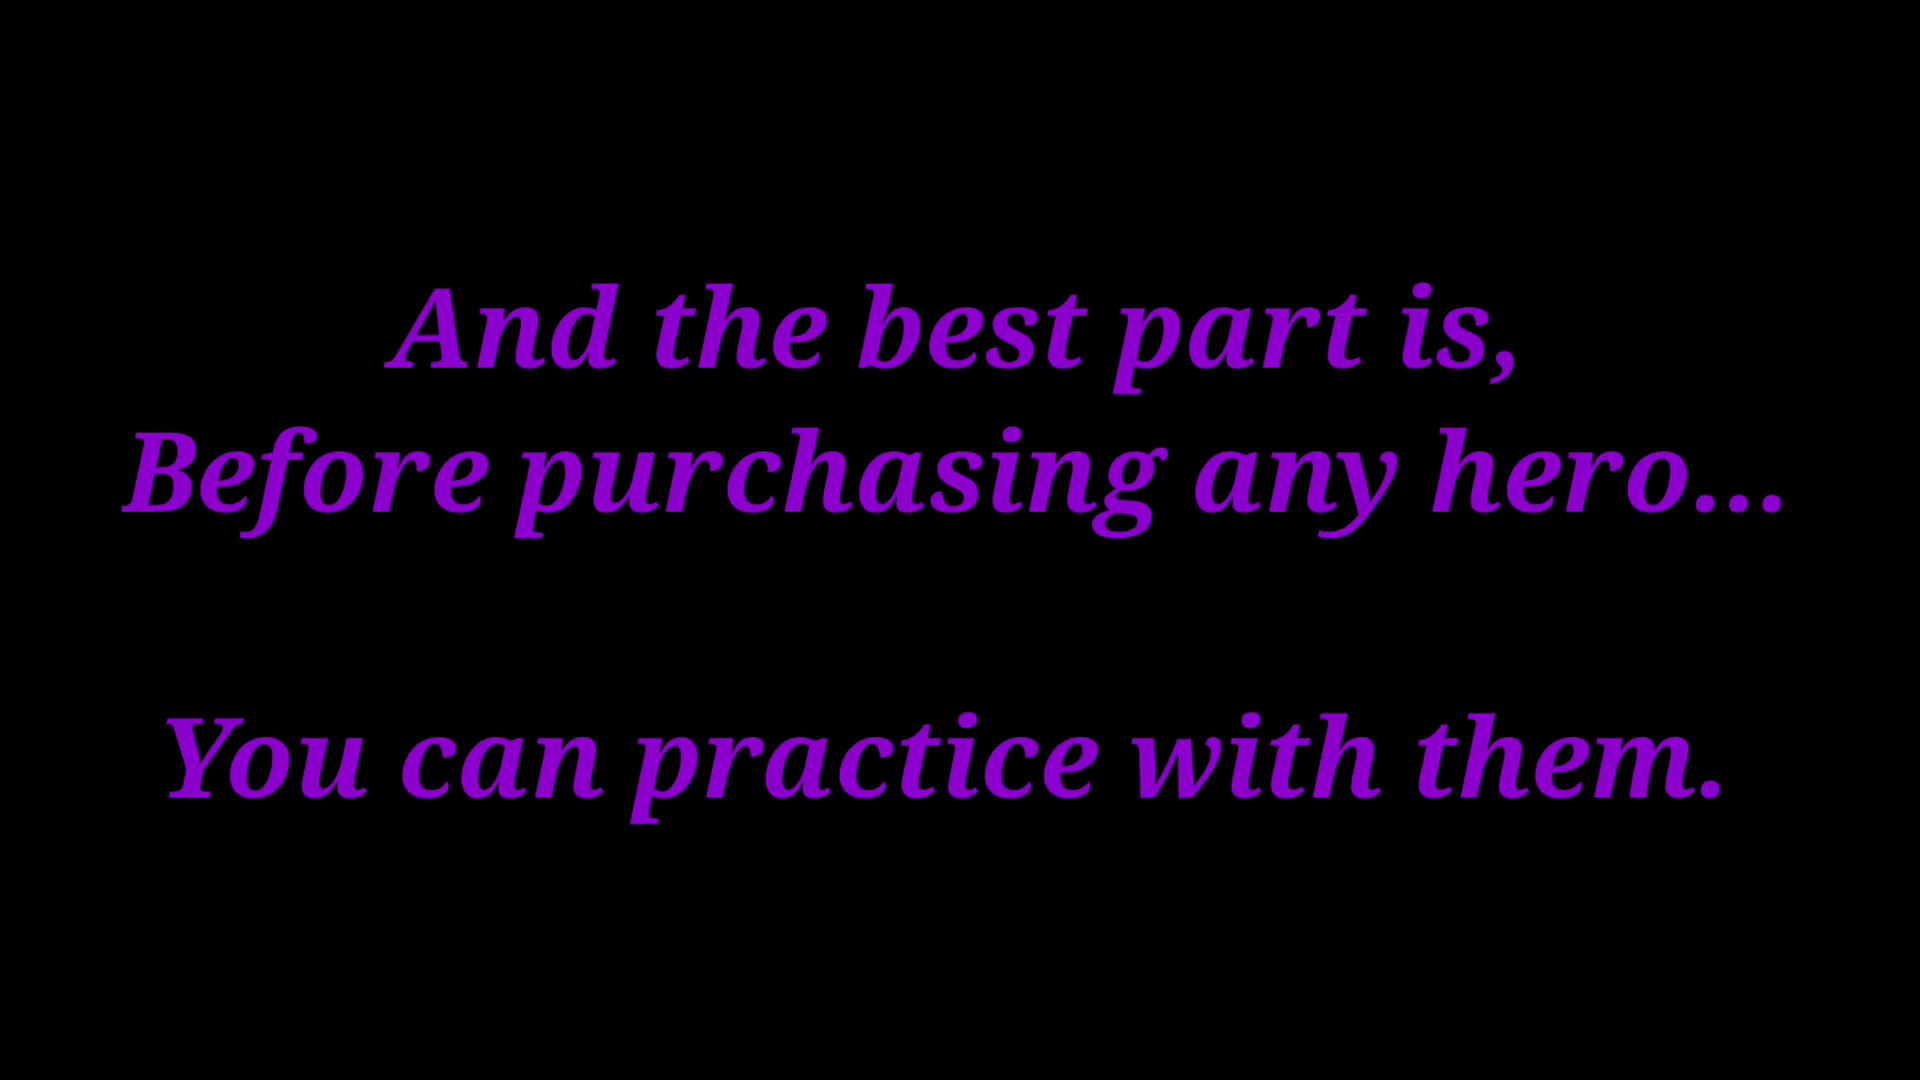 And the best part is,
Before purchasing any hero...
You can practice with them.